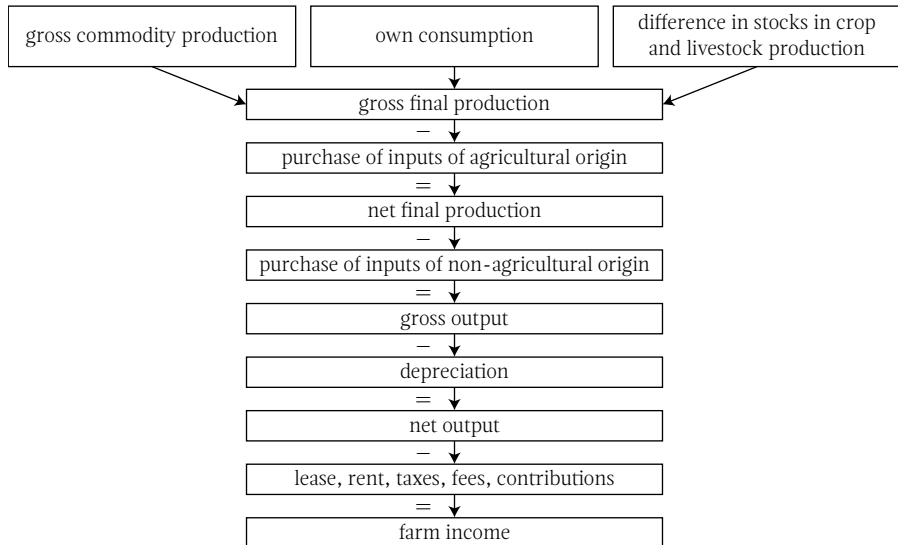 gross commodity production
own consumption
difference in stocks in crop
and livestock production
gross final production
−
purchase of inputs of agricultural origin
=
net final production
−
purchase of inputs of non-agricultural origin
=
gross output
−
depreciation
=
net output
−
lease, rent, taxes, fees, contributions
=
farm income